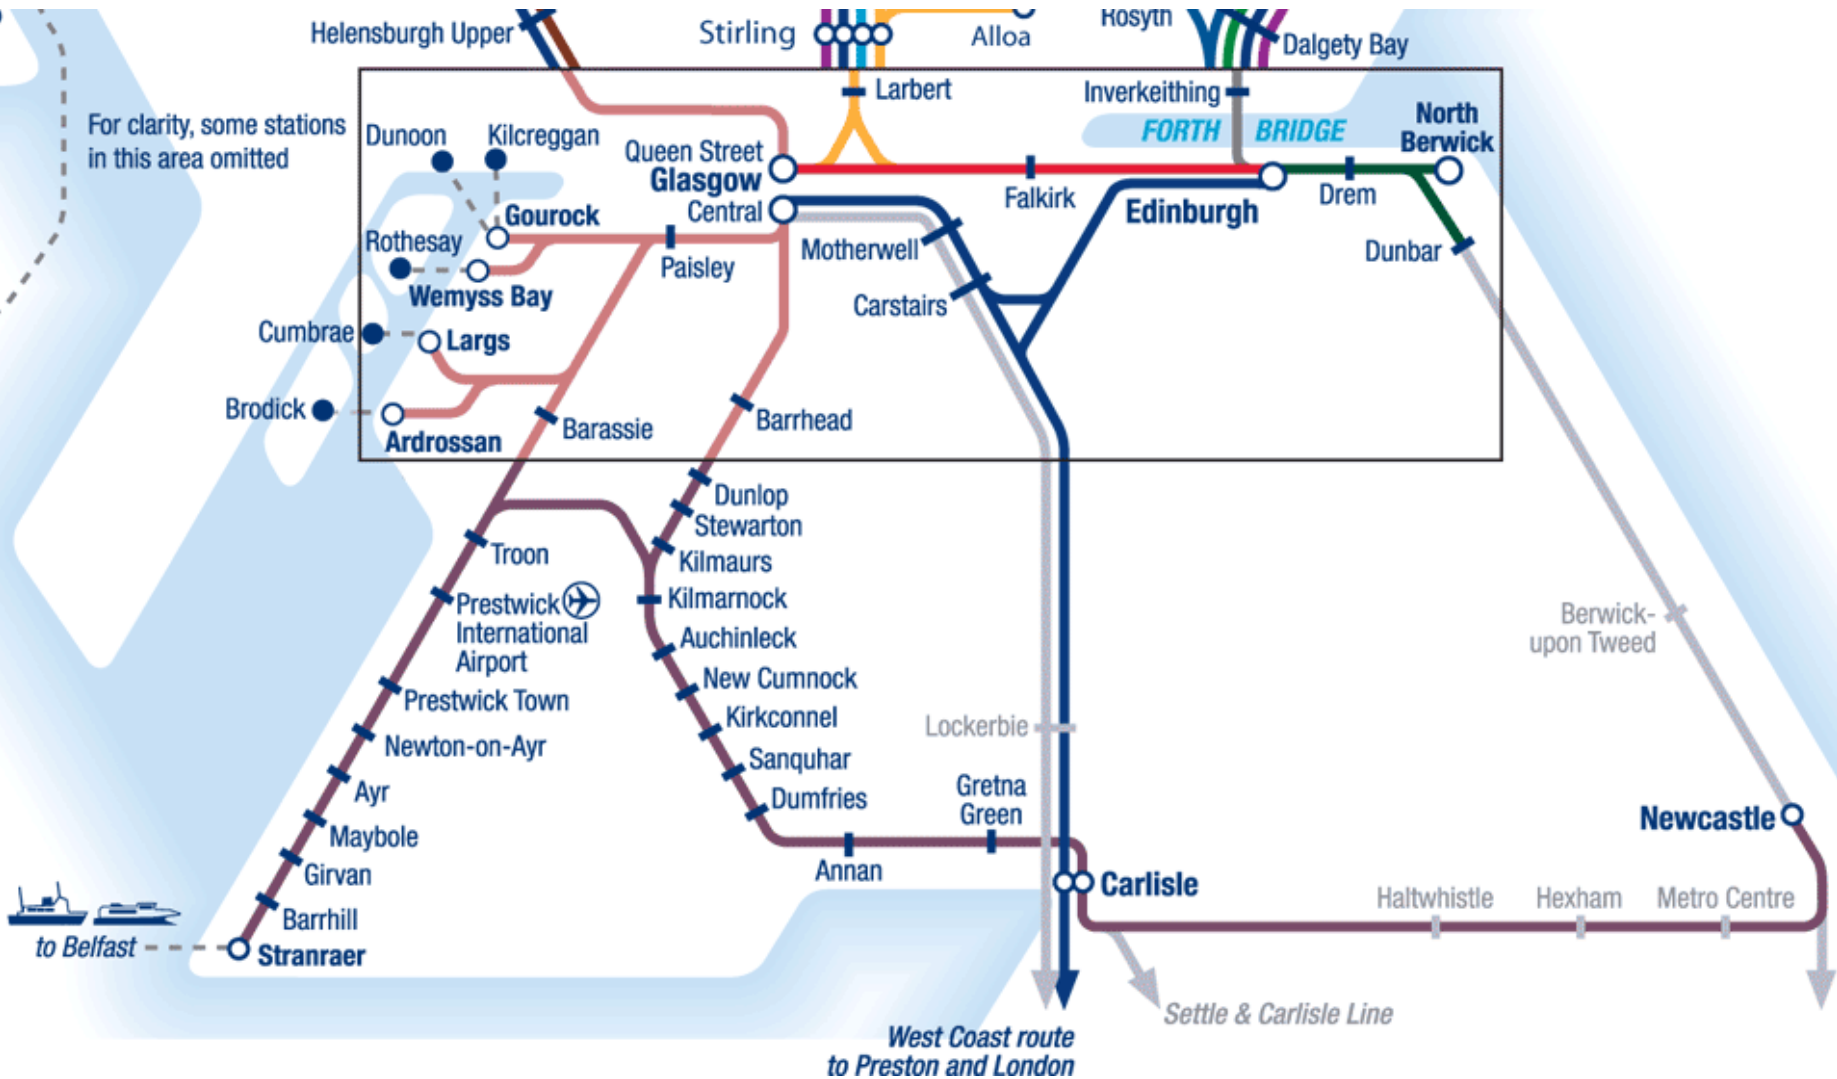 Helensburgh Upper
Stirling
Alloa
Rosyth
Dalgety Bay
For clarity, some stations
in this area omitted
Larbert
Inverkeithing
FORTH BRIDGE
North
Berwick
Dunoon
Kilcreggan
Queen Street
Glasgow
Central
Falkirk
Edinburgh
Drem
Dunbar
Gourock
Rothesay
Wemyss Bay
Paisley
Motherwell
Carstairs
Cumbrae
Largs
Brodick
Ardrossan
Barassie
Barrhead
Dunlop
Stewarton
Kilmaurs
Kilmarnock
Troon
Prestwick
International
Airport
Auchinleck
New Cumnock
Kirkconnel
Sanquhar
Dumfries
Prestwick Town
Newton-on-Ayr
Ayr
Maybole
Girvan
Barrhill
to Belfast
Stranraer
Annan
Gretna
Green
Lockerbie
Carlisle
Berwick-
upon Tweed
Newcastle
Haltwhistle
Hexham
Metro Centre
Settle & Carlisle Line
West Coast route
to Preston and London